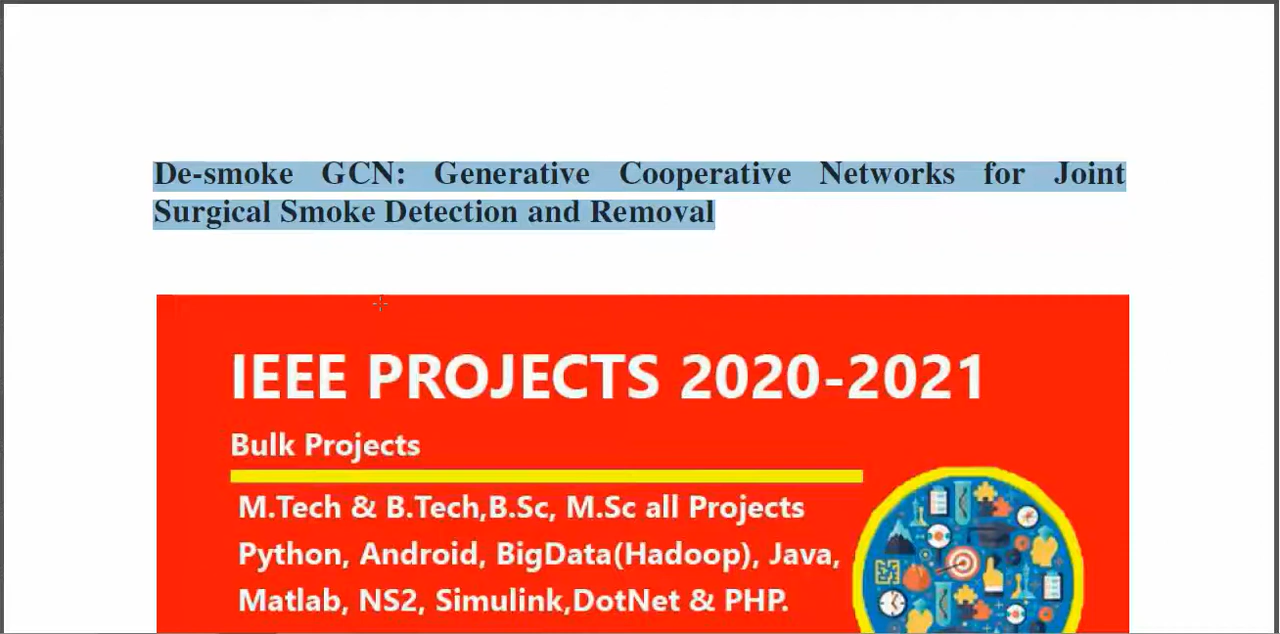 De-smoke GCN: Generative Cooperative Networks for Joint
Surgical Smoke Detection and Removal
IEEE PROJECTS 2020-2021
Bulk Projects
M.Tech & B.Tech,B.Sc, M.Sc all Projects
Python, Android, BigData(Hadoop), Java,
Matlab, NS2, Simulink,DotNet & PHP.